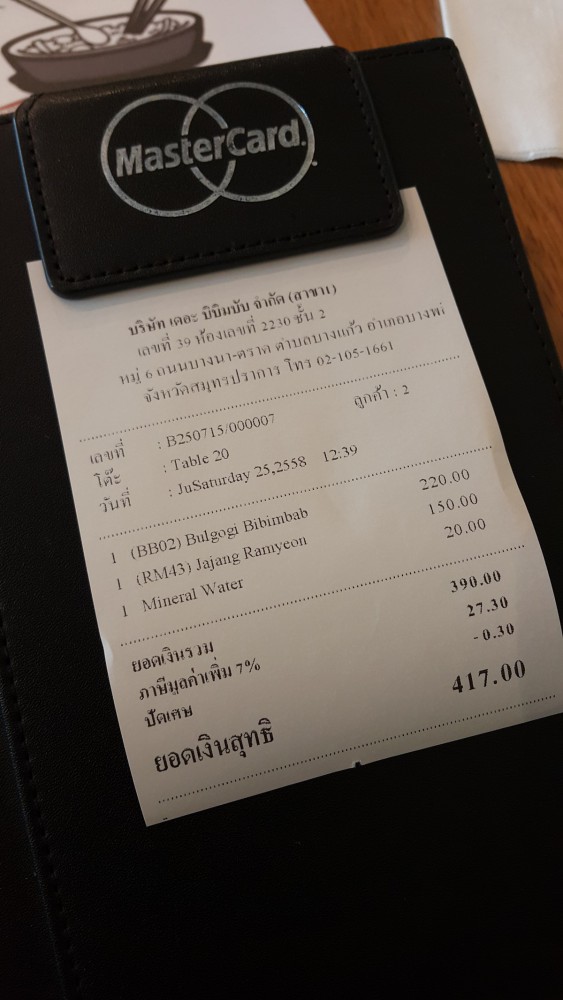 MasterCard.
บริษัท เดอะ บิบิมบับ จำกัด (สาขา1)
เลขที่ 39 ห้องเลขที่ 2230 ชั้น 2
หมู่ 6 ถนนบางนา-ตราด ตำบลบางแก้ว อำเภอบางพลี
จังหวัดสมุทรปราการ โทร 02-105-1661
เลขที่ : B250715/000007
โต๊ะ : Table 20 ลูกค้า : 2
วันที่ : JuSaturday 25,2558 12:39
1 (BB02) Bulgogi Bibimbab 220.00
1 (RM43) Jajang Ramyeon 150.00
1 Mineral Water 20.00
ยอดเงินรวม 390.00
ภาษีมูลค่าเพิ่ม 7% 27.30
ปัดเศษ -0.30
ยอดเงินสุทธิ 417.00